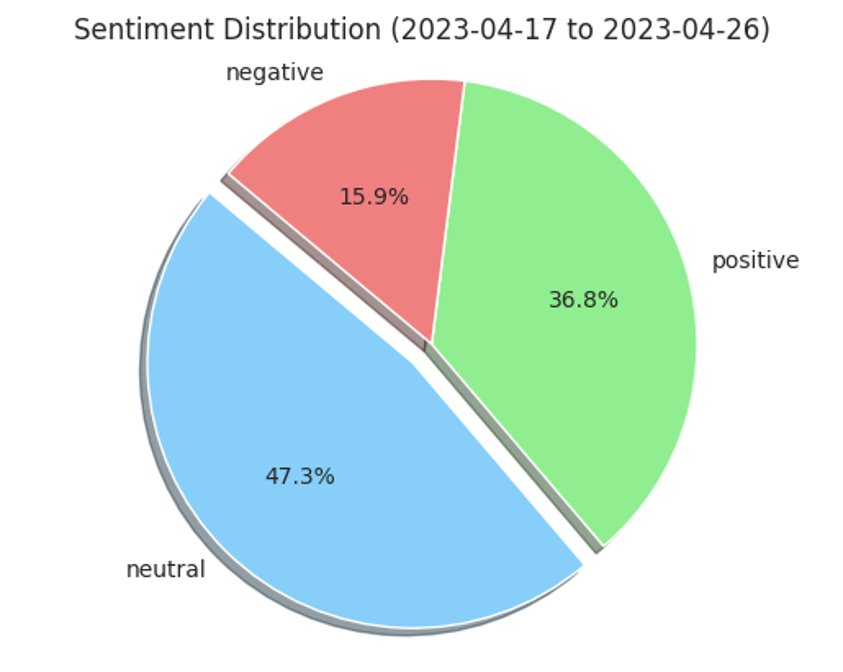 Sentiment Distribution (2023-04-17 to 2023-04-26)
negative
15.9%
positive
36.8%
47.3%
neutral